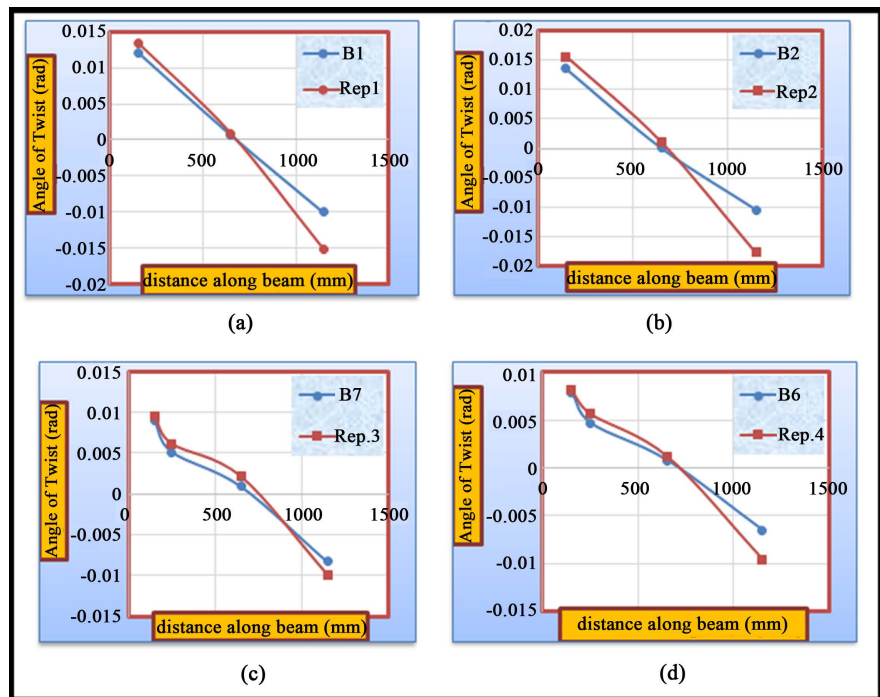 0.015
0.01
0.005
0
-0.005
-0.01
-0.015
-0.02
0 500 1000 1500
Angle of Twist (rad)
distance along beam (mm)
B1
Rep1
(a)
0.02
0.015
0.01
0.005
0
-0.005
-0.01
-0.015
-0.02
0 500 1000 1500
Angle of Twist (rad)
distance along beam (mm)
B2
Rep2
(b)
0.015
0.01
0.005
0
-0.005
-0.01
-0.015
0 500 1000 1500
Angle of Twist (rad)
distance along beam (mm)
B7
Rep.3
(c)
0.01
0.005
0
-0.005
-0.01
-0.015
0 500 1000 1500
Angle of Twist (rad)
distance along beam (mm)
B6
Rep.4
(d)